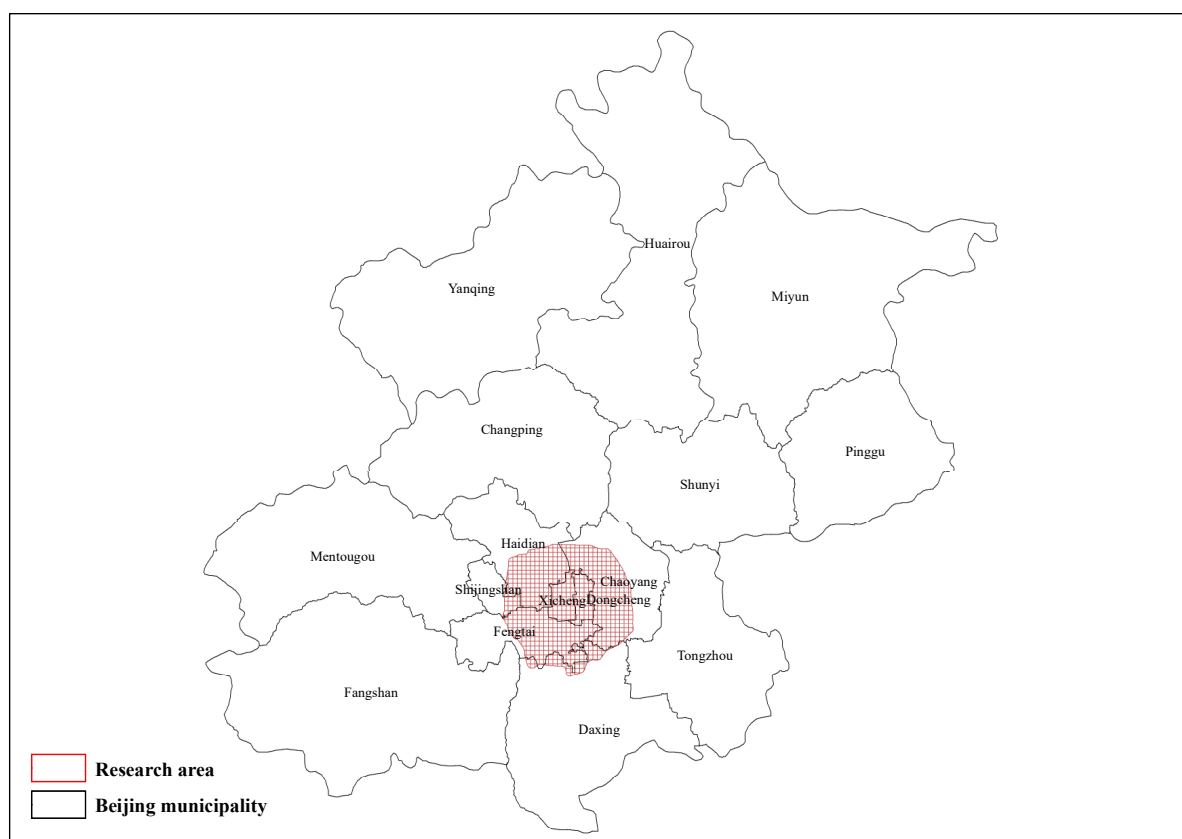 Huairou
Yanqing
Miyun
Changping
Pinggu
Shunyi
Haidian
Mentougou
Chaoyang
Shijingshan
Xicheng
Dongcheng
Fengtai
Tongzhou
Fangshan
Daxing
Research area
Beijing municipality